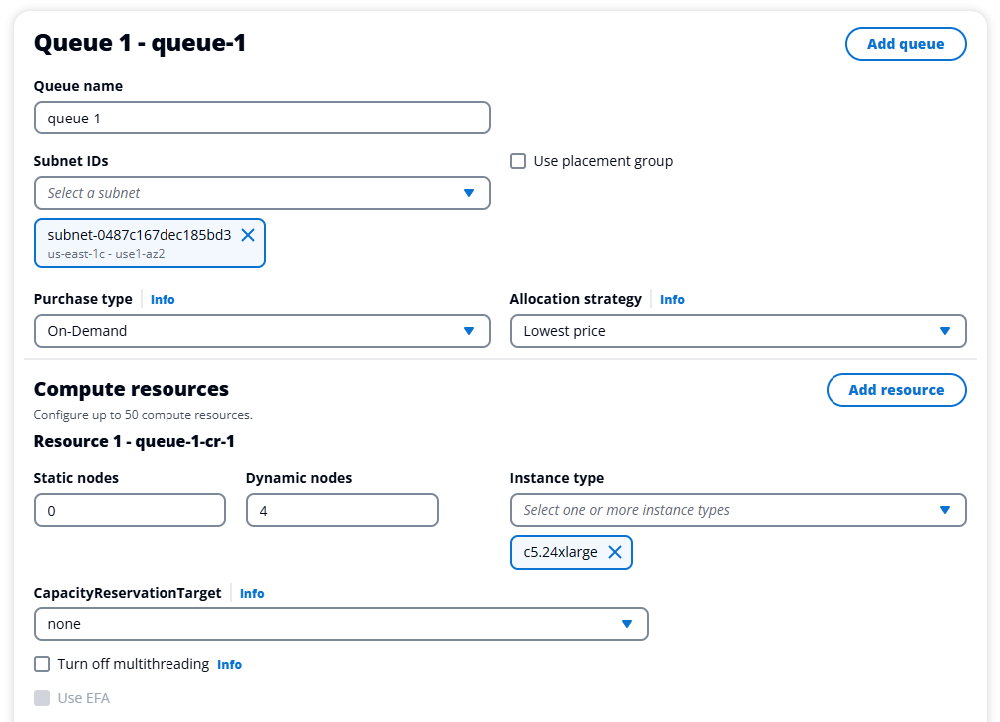 Queue 1 - queue-1
Add queue
Queue name
queue-1
Subnet IDs
Use placement group
Select a subnet
subnet-0487c167dec185bd3
us-east-1c - use1-az2
Purchase type Info
Allocation strategy Info
On-Demand
Lowest price
Compute resources
Add resource
Configure up to 50 compute resources.
Resource 1 - queue-1-cr-1
Static nodes
Dynamic nodes
Instance type
0
4
Select one or more instance types
c5.24xlarge
CapacityReservationTarget Info
none
Turn off multithreading Info
Use EFA